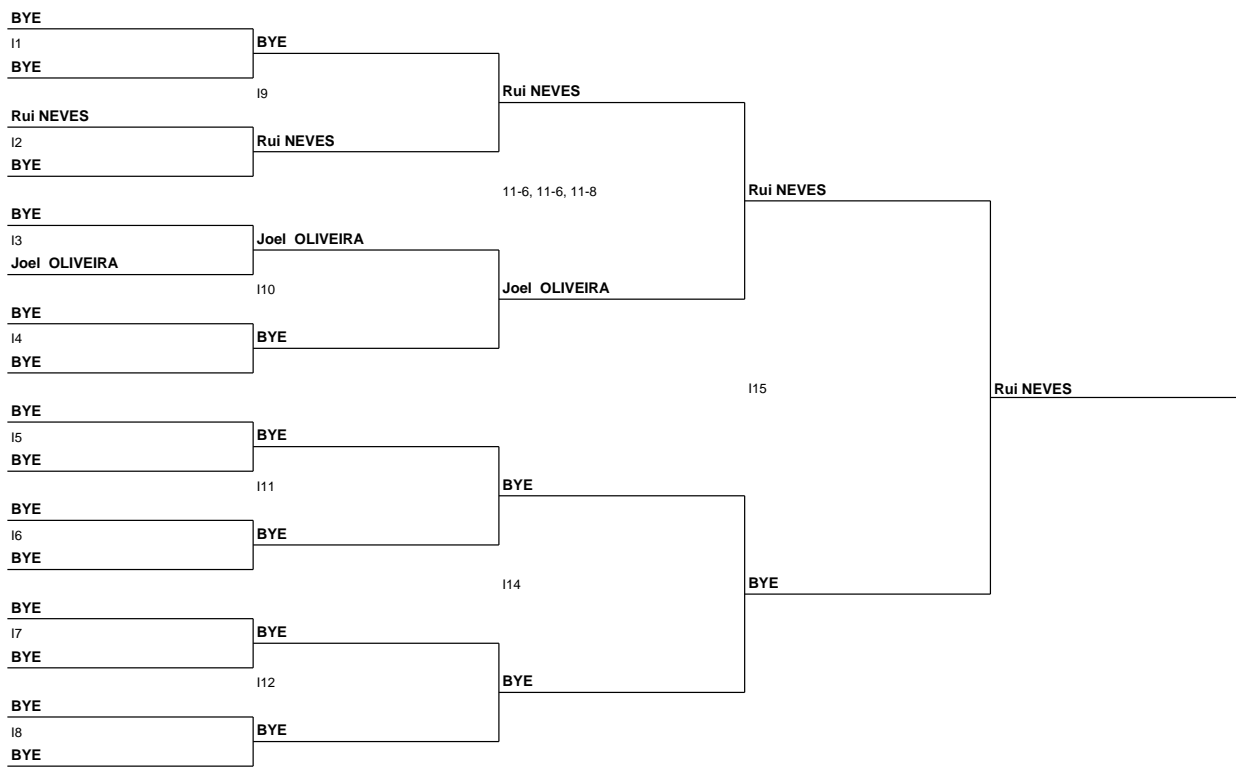 BYE
I1
BYE
BYE
I9
Rui NEVES
Rui NEVES
I2
Rui NEVES
BYE
11-6, 11-6, 11-8
Rui NEVES
BYE
I3
Joel  OLIVEIRA
Joel  OLIVEIRA
I10
Joel  OLIVEIRA
BYE
I4
BYE
BYE
I15
Rui NEVES
BYE
I5
BYE
BYE
I11
BYE
BYE
I6
BYE
BYE
I14
BYE
BYE
I7
BYE
BYE
I12
BYE
BYE
I8
BYE
BYE